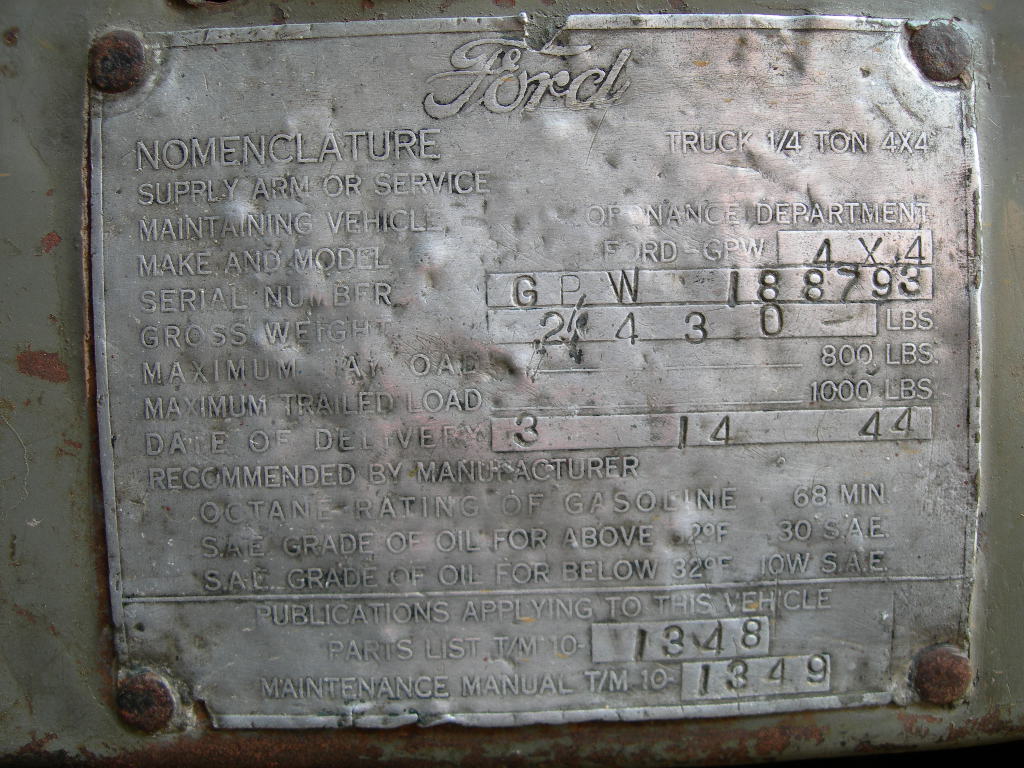 Ford
NOMENCLATURE TRUCK 1/4 TON 4X4
SUPPLY ARM OR SERVICE
MAINTAINING VEHICLE ORDNANCE DEPARTMENT
MAKE AND MODEL FORD-GPW 4 X 4
SERIAL NUMBER GPW 188793
GROSS WEIGHT 2430 LBS
MAXIMUM PAY LOAD 800 LBS.
MAXIMUM TRAILED LOAD 1000 LBS
DATE OF DELIVERY 3 14 44
RECOMMENDED BY MANUFACTURER
OCTANE RATING OF GASOLINE 68 MIN.
S.A.E. GRADE OF OIL FOR ABOVE 32°F 30 S.A.E.
S.A.E. GRADE OF OIL FOR BELOW 32°F 10W S.A.E.
PUBLICATIONS APPLYING TO THIS VEHICLE
PARTS LIST T/M 10-1348
MAINTENANCE MANUAL T/M 10-1349